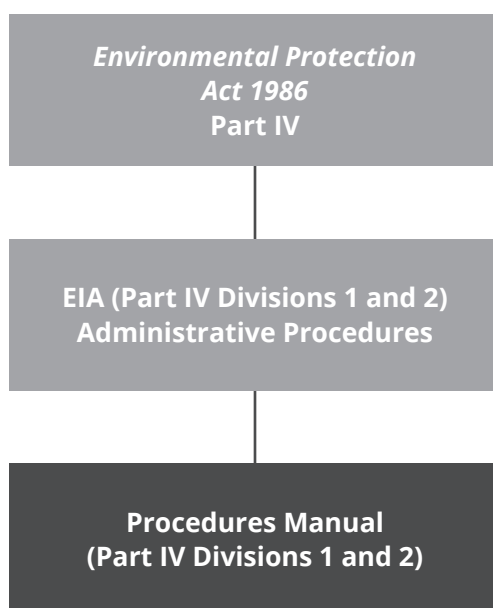 Environmental Protection
Act 1986
Part IV
EIA (Part IV Divisions 1 and 2)
Administrative Procedures
Procedures Manual
(Part IV Divisions 1 and 2)